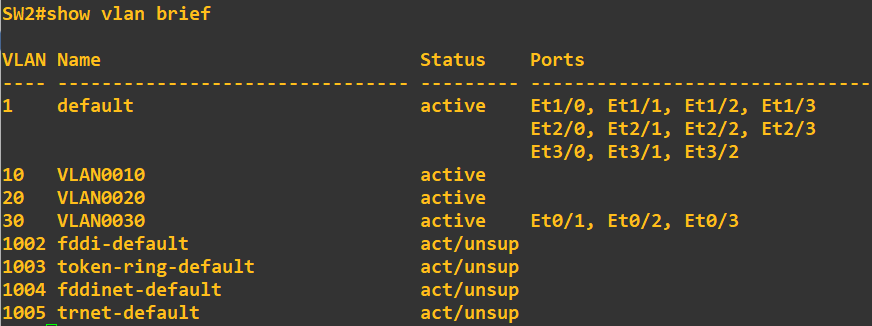 SW2#show vlan brief
VLAN Name                             Status    Ports
---- -------------------------------- --------- -------------------------------
1    default                          active    Et1/0, Et1/1, Et1/2, Et1/3
                                                Et2/0, Et2/1, Et2/2, Et2/3
                                                Et3/0, Et3/1, Et3/2
10   VLAN0010                         active
20   VLAN0020                         active
30   VLAN0030                         active    Et0/1, Et0/2, Et0/3
1002 fddi-default                     act/unsup
1003 token-ring-default               act/unsup
1004 fddinet-default                  act/unsup
1005 trnet-default                    act/unsup